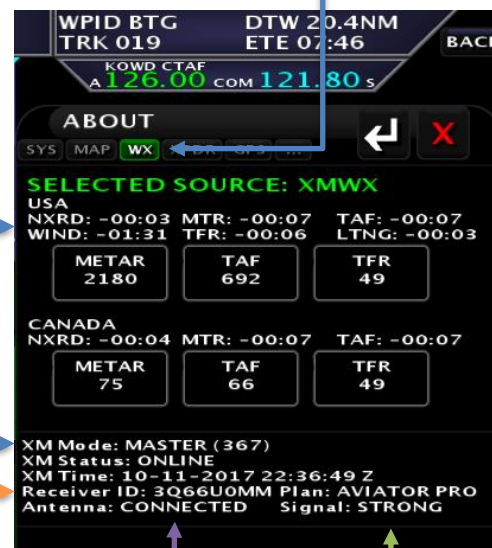 WPID BTG DTW 20.4NM
TRK 019 ETE 07:46
BACK
KOWD CTAF
A 126.00 COM 121.80 S
ABOUT
SYS MAP WX GPS ...
SELECTED SOURCE: XMWX
USA
NXRD: -00:03 MTR: -00:07 TAF: -00:07
WIND: -01:31 TFR: -00:06 LTNG: -00:03
METAR TAF TFR
2180 692 49
CANADA
NXRD: -00:04 MTR: -00:07 TAF: -00:07
METAR TAF TFR
75 66 49
XM Mode: MASTER (367)
XM Status: ONLINE
XM Time: 10-11-2017 22:36:49 Z
Receiver ID: 3Q66U0MM Plan: AVIATOR PRO
Antenna: CONNECTED Signal: STRONG